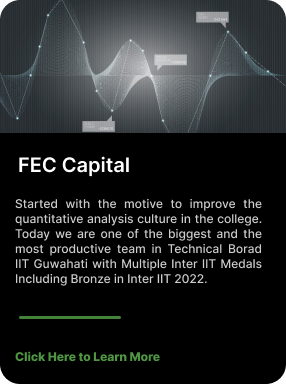 FEC Capital
Started with the motive to improve the
quantitative analysis culture in the college.
Today we are one of the biggest and the
most productive team in Technical Borad
IIT Guwahati with Multiple Inter IIT Medals
Including Bronze in Inter IIT 2022.
Click Here to Learn More